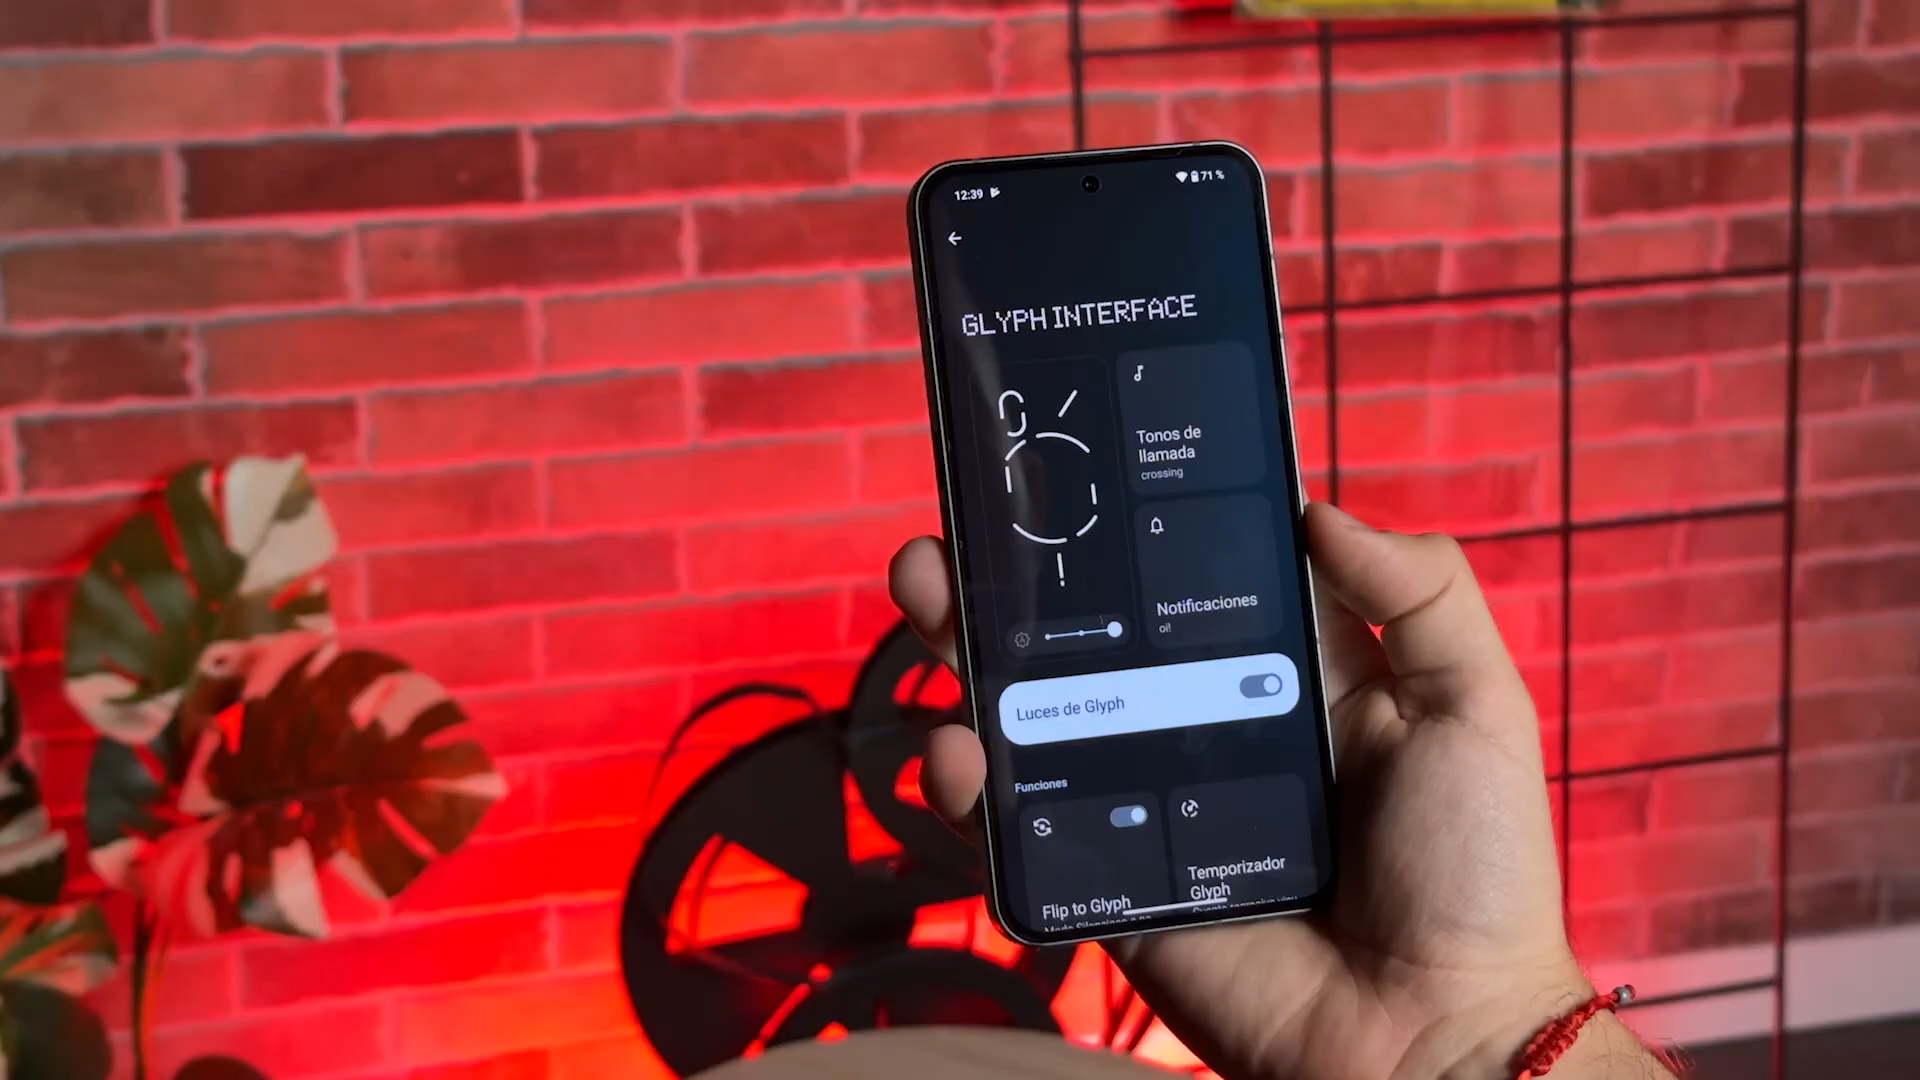 12:39
71 %
GLYPH INTERFACE
Tonos de
llamada
crossing
Notificaciones
oi!
Luces de Glyph
Funciones
Flip to Glyph
Temporizador
Glyph